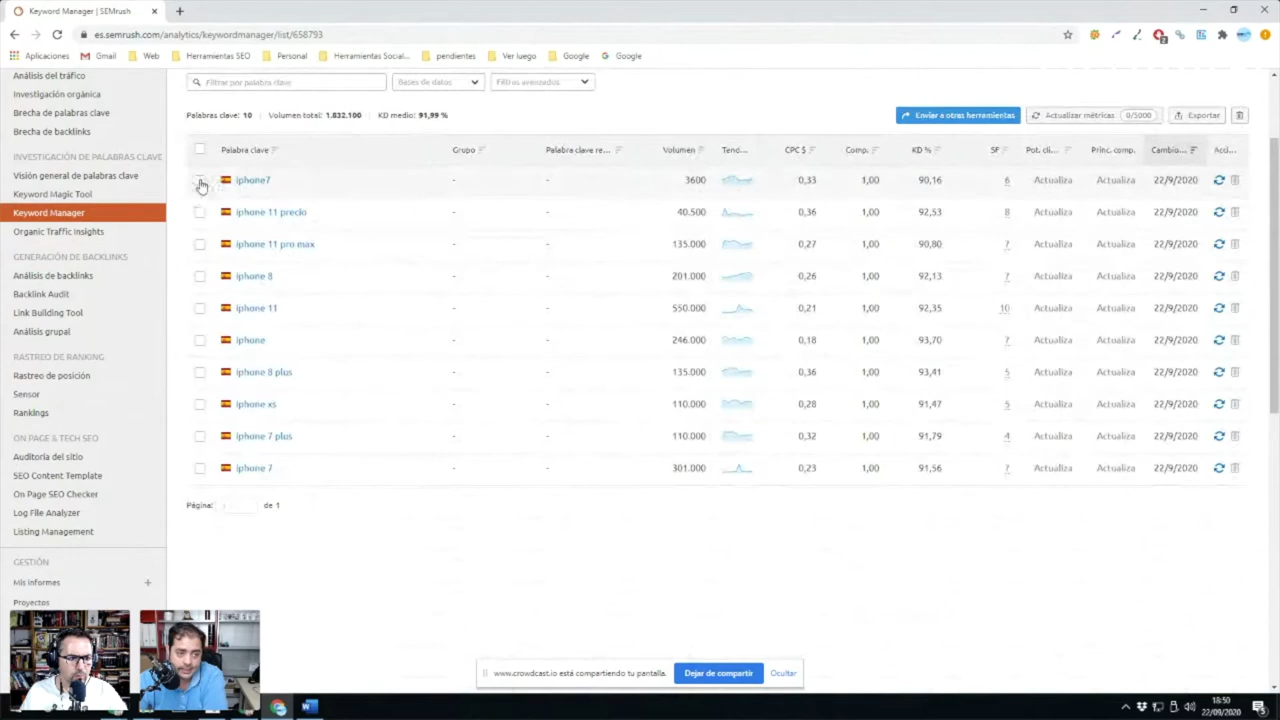 Keyword Manager | SEMrush
es.semrush.com/analytics/keywordmanager/list/658793
Aplicaciones Gmail Web Herramientas SEO Personal Herramientas Social... pendientes Ver luego Google Google
Análisis del tráfico
Investigación orgánica
Brecha de palabras clave
Brecha de backlinks
INVESTIGACIÓN DE PALABRAS CLAVE
Visión general de palabras clave
Keyword Magic Tool
Keyword Manager
Organic Traffic Insights
GENERACIÓN DE BACKLINKS
Análisis de backlinks
Backlink Audit
Link Building Tool
Análisis grupal
RASTREO DE RANKING
Rastreo de posición
Sensor
Rankings
ON PAGE & TECH SEO
Auditoría del sitio
SEO Content Template
On Page SEO Checker
Log File Analyzer
Listing Management
GESTIÓN
Mis informes +
Proyectos
Filtrar por palabra clave Bases de datos Filtros avanzados
Palabras clave: 10 | Volumen total: 1.832.100 | KD medio: 91,99 %
Enviar a otras herramientas Actualizar métricas 0/5000 Exportar
Palabra clave Grupo Palabra clave re... Volumen Tend... CPC $ Comp. KD % SF Pot. cli... Princ. comp. Cambio... Acci...
iphone7 - - 3600 0,33 1,00 90,16 6 Actualiza Actualiza 22/9/2020
iphone 11 precio - - 40.500 0,36 1,00 92,53 8 Actualiza Actualiza 22/9/2020
iphone 11 pro max - - 135.000 0,27 1,00 90,80 7 Actualiza Actualiza 22/9/2020
iphone 8 - - 201.000 0,26 1,00 92,13 7 Actualiza Actualiza 22/9/2020
iphone 11 - - 550.000 0,21 1,00 92,35 10 Actualiza Actualiza 22/9/2020
iphone - - 246.000 0,18 1,00 93,70 7 Actualiza Actualiza 22/9/2020
iphone 8 plus - - 135.000 0,36 1,00 93,41 5 Actualiza Actualiza 22/9/2020
iphone xs - - 110.000 0,28 1,00 91,47 5 Actualiza Actualiza 22/9/2020
iphone 7 plus - - 110.000 0,32 1,00 91,79 4 Actualiza Actualiza 22/9/2020
iphone 7 - - 301.000 0,23 1,00 91,56 7 Actualiza Actualiza 22/9/2020
Página: 1 de 1
www.crowdcast.io está compartiendo tu pantalla. Dejar de compartir Ocultar
18:50
22/09/2020